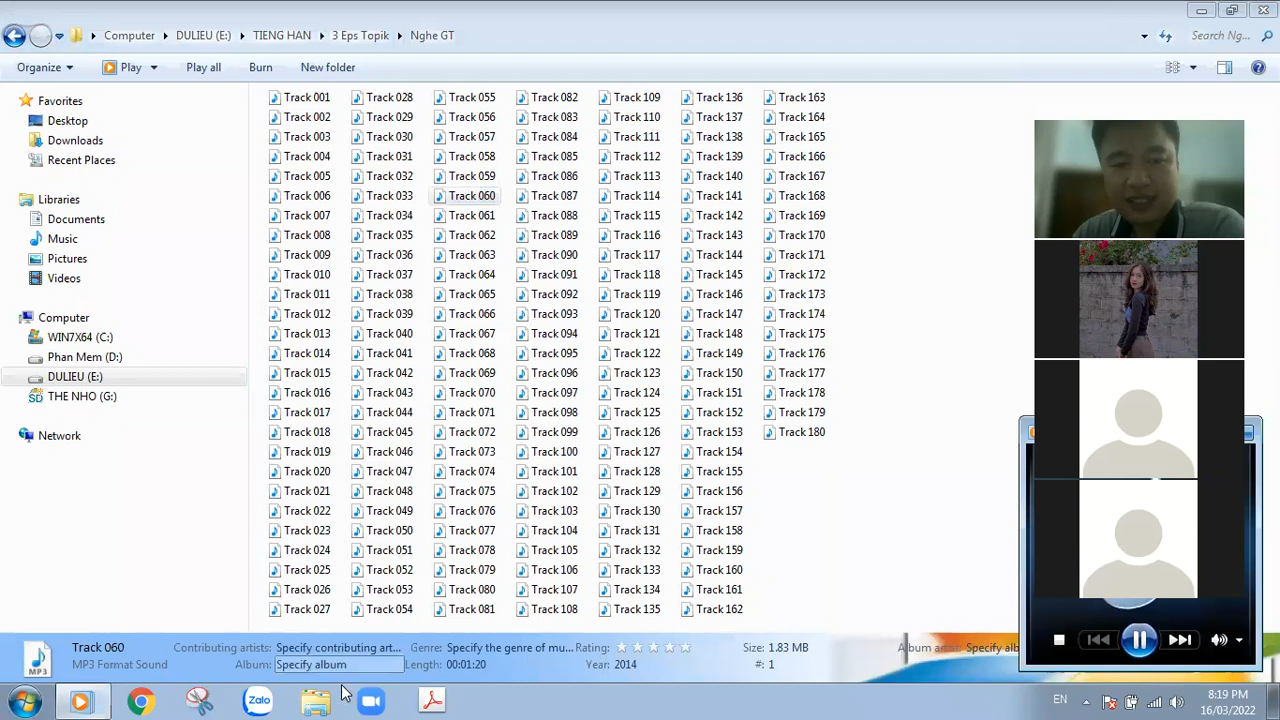 Computer DULIEU (E:) TIENG HAN 3 Eps Topik Nghe GT Search Ng...
Organize Play Play all Burn New folder
Favorites
Desktop
Downloads
Recent Places
Libraries
Documents
Music
Pictures
Videos
Computer
WIN7X64 (C:)
Phan Mem (D:)
DULIEU (E:)
THE NHO (G:)
Network
Track 001 Track 028 Track 055 Track 082 Track 109 Track 136 Track 163
Track 002 Track 029 Track 056 Track 083 Track 110 Track 137 Track 164
Track 003 Track 030 Track 057 Track 084 Track 111 Track 138 Track 165
Track 004 Track 031 Track 058 Track 085 Track 112 Track 139 Track 166
Track 005 Track 032 Track 059 Track 086 Track 113 Track 140 Track 167
Track 006 Track 033 Track 060 Track 087 Track 114 Track 141 Track 168
Track 007 Track 034 Track 061 Track 088 Track 115 Track 142 Track 169
Track 008 Track 035 Track 062 Track 089 Track 116 Track 143 Track 170
Track 009 Track 036 Track 063 Track 090 Track 117 Track 144 Track 171
Track 010 Track 037 Track 064 Track 091 Track 118 Track 145 Track 172
Track 011 Track 038 Track 065 Track 092 Track 119 Track 146 Track 173
Track 012 Track 039 Track 066 Track 093 Track 120 Track 147 Track 174
Track 013 Track 040 Track 067 Track 094 Track 121 Track 148 Track 175
Track 014 Track 041 Track 068 Track 095 Track 122 Track 149 Track 176
Track 015 Track 042 Track 069 Track 096 Track 123 Track 150 Track 177
Track 016 Track 043 Track 070 Track 097 Track 124 Track 151 Track 178
Track 017 Track 044 Track 071 Track 098 Track 125 Track 152 Track 179
Track 018 Track 045 Track 072 Track 099 Track 126 Track 153 Track 180
Track 019 Track 046 Track 073 Track 100 Track 127 Track 154
Track 020 Track 047 Track 074 Track 101 Track 128 Track 155
Track 021 Track 048 Track 075 Track 102 Track 129 Track 156
Track 022 Track 049 Track 076 Track 103 Track 130 Track 157
Track 023 Track 050 Track 077 Track 104 Track 131 Track 158
Track 024 Track 051 Track 078 Track 105 Track 132 Track 159
Track 025 Track 052 Track 079 Track 106 Track 133 Track 160
Track 026 Track 053 Track 080 Track 107 Track 134 Track 161
Track 027 Track 054 Track 081 Track 108 Track 135 Track 162
Track 060 Contributing artists: Specify contributing art... Genre: Specify the genre of mu... Rating: Size: 1.83 MB Album artist: Specify alb
MP3 Format Sound Album: Specify album Length: 00:01:20 Year: 2014 #: 1
MP3
Zalo
EN
8:19 PM
16/03/2022